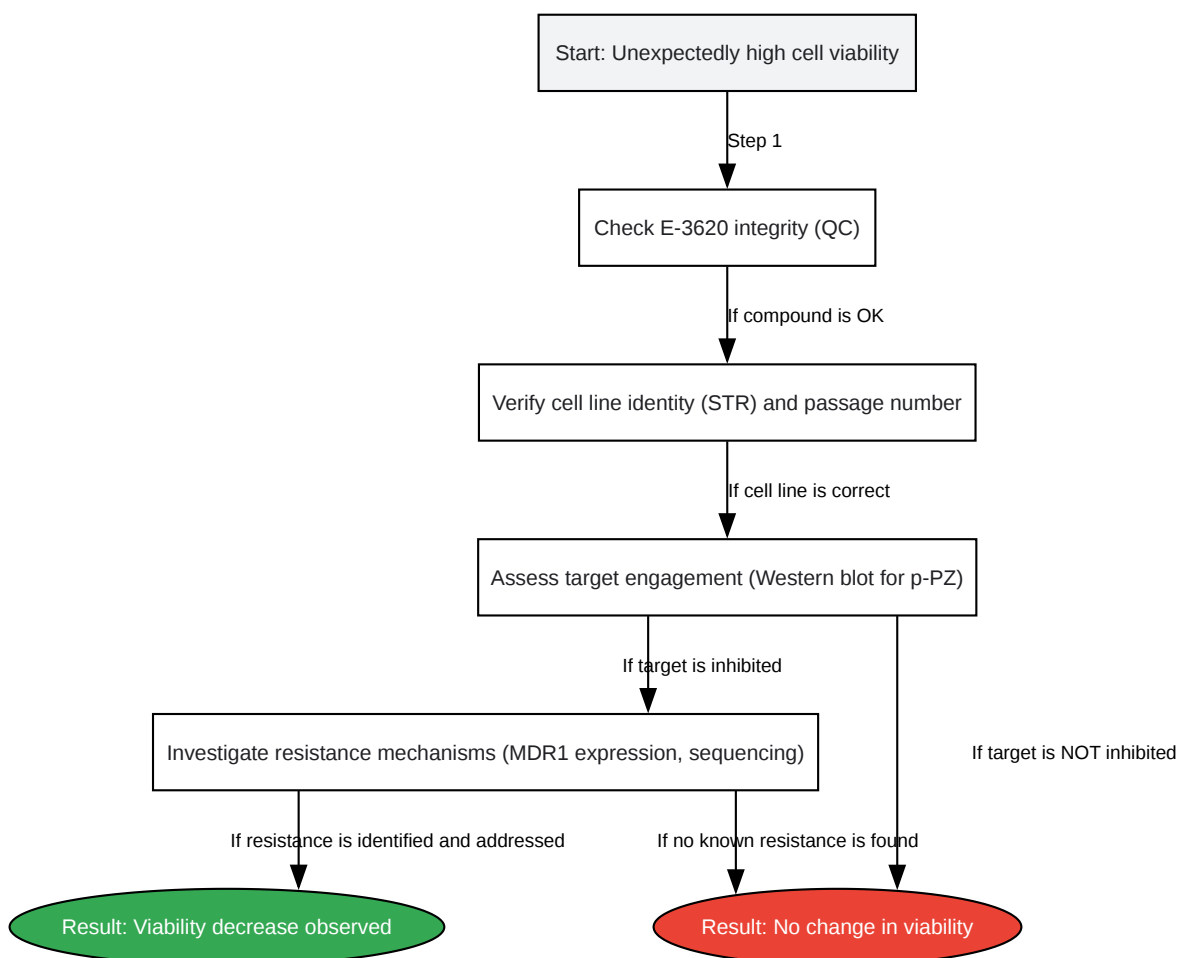 Start: Unexpectedly high cell viability
Step 1
Check E-3620 integrity (QC)
If compound is OK
Verify cell line identity (STR) and passage number
If cell line is correct
Assess target engagement (Western blot for p-PZ)
If target is inhibited
Investigate resistance mechanisms (MDR1 expression, sequencing)
If target is NOT inhibited
If resistance is identified and addressed
If no known resistance is found
Result: Viability decrease observed
Result: No change in viability